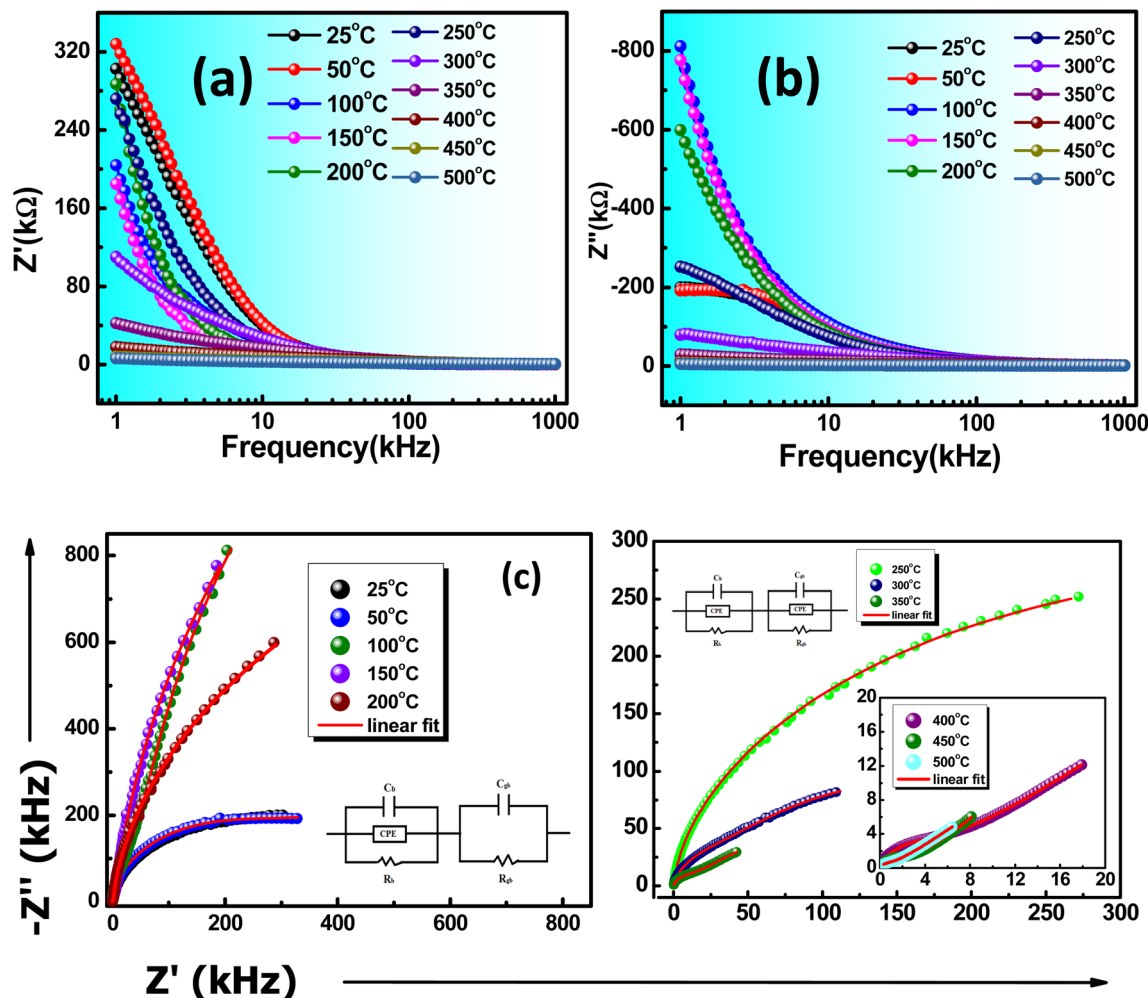 (a)
Z'(kΩ)
320
240
160
80
0
25°C
50°C
100°C
150°C
200°C
250°C
300°C
350°C
400°C
450°C
500°C
1 10 100 1000
Frequency(kHz)
(b)
Z''(kΩ)
-800
-600
-400
-200
0
25°C
50°C
100°C
150°C
200°C
250°C
300°C
350°C
400°C
450°C
500°C
1 10 100 1000
Frequency(kHz)
(c)
-Z'' (kHz)
800
600
400
200
0
25°C
50°C
100°C
150°C
200°C
linear fit
Cb
CPE
Rb
Cgb
Rgb
0 200 400 600 800
300
250
200
150
100
50
0
Cb
CPE
Rb
Cgb
CPE
Rgb
250°C
300°C
350°C
linear fit
12
8
4
0
400°C
450°C
500°C
linear fit
0 4 8 12 16 20
0 50 100 150 200 250 300
Z' (kHz)